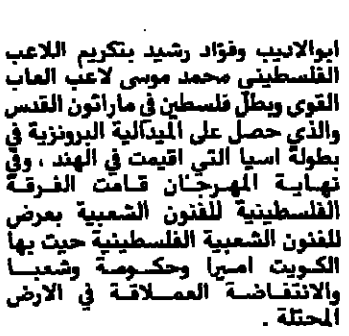 ابوالاديب وفؤاد رشيد بتكريم اللاعب
الفلسطيني محمد موسى لاعب العاب
القوى وبطل فلسطين في ماراثون القدس
والذي حصل على الميدالية البرونزية في
بطولة اسيا التي اقيمت في الهند ، وفي
نهاية المهرجان قامت الفرقة
الفلسطينية للفنون الشعبية بعرض
للفنون الشعبية الفلسطينية حيت بها
الكويت اميرا وحكومة وشعبا
والانتفاضة العملاقة في الارض
المحتلة .